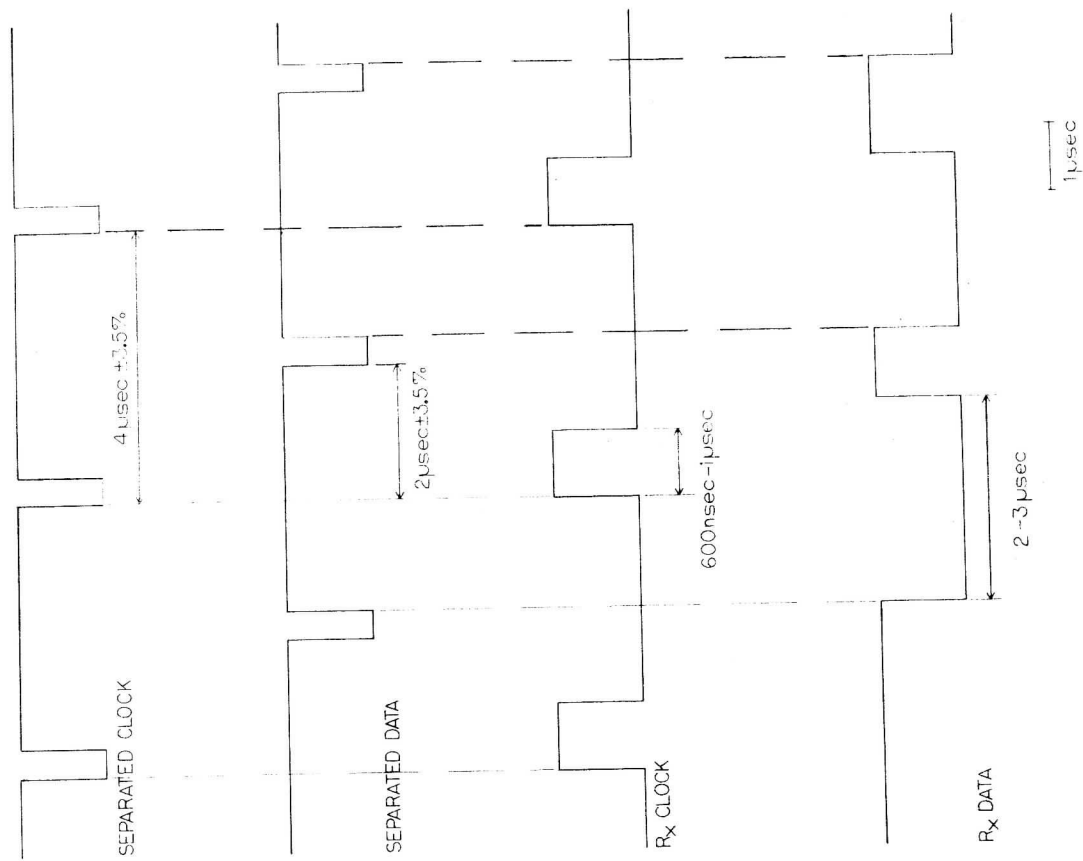 SEPARATED CLOCK
4µsec ±3.5%
SEPARATED DATA
2µsec±3.5%
Rx CLOCK
600nsec-1µsec
Rx DATA
2-3µsec
1µsec